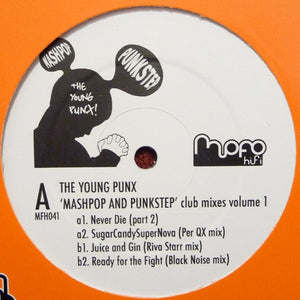 MASHPOP
PUNKSTEP
THE
YOUNG
PUNX!
mofo
hifi
A
MFH041
THE YOUNG PUNX
‘MASHPOP AND PUNKSTEP’ club mixes volume 1
a1. Never Die (part 2)
a2. SugarCandySuperNova (Per QX mix)
b1. Juice and Gin (Riva Starr mix)
b2. Ready for the Fight (Black Noise mix)